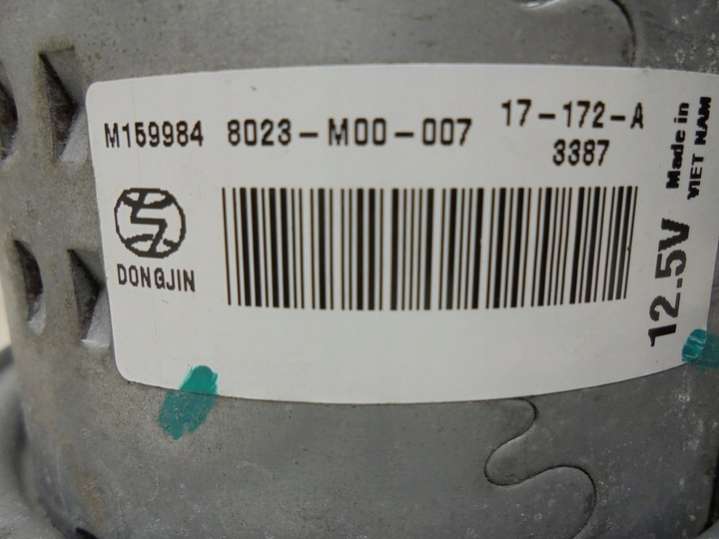 M159984 8023-M00-007 17-172-A
3387
DONGJIN
12.5V
Made in
VIET NAM